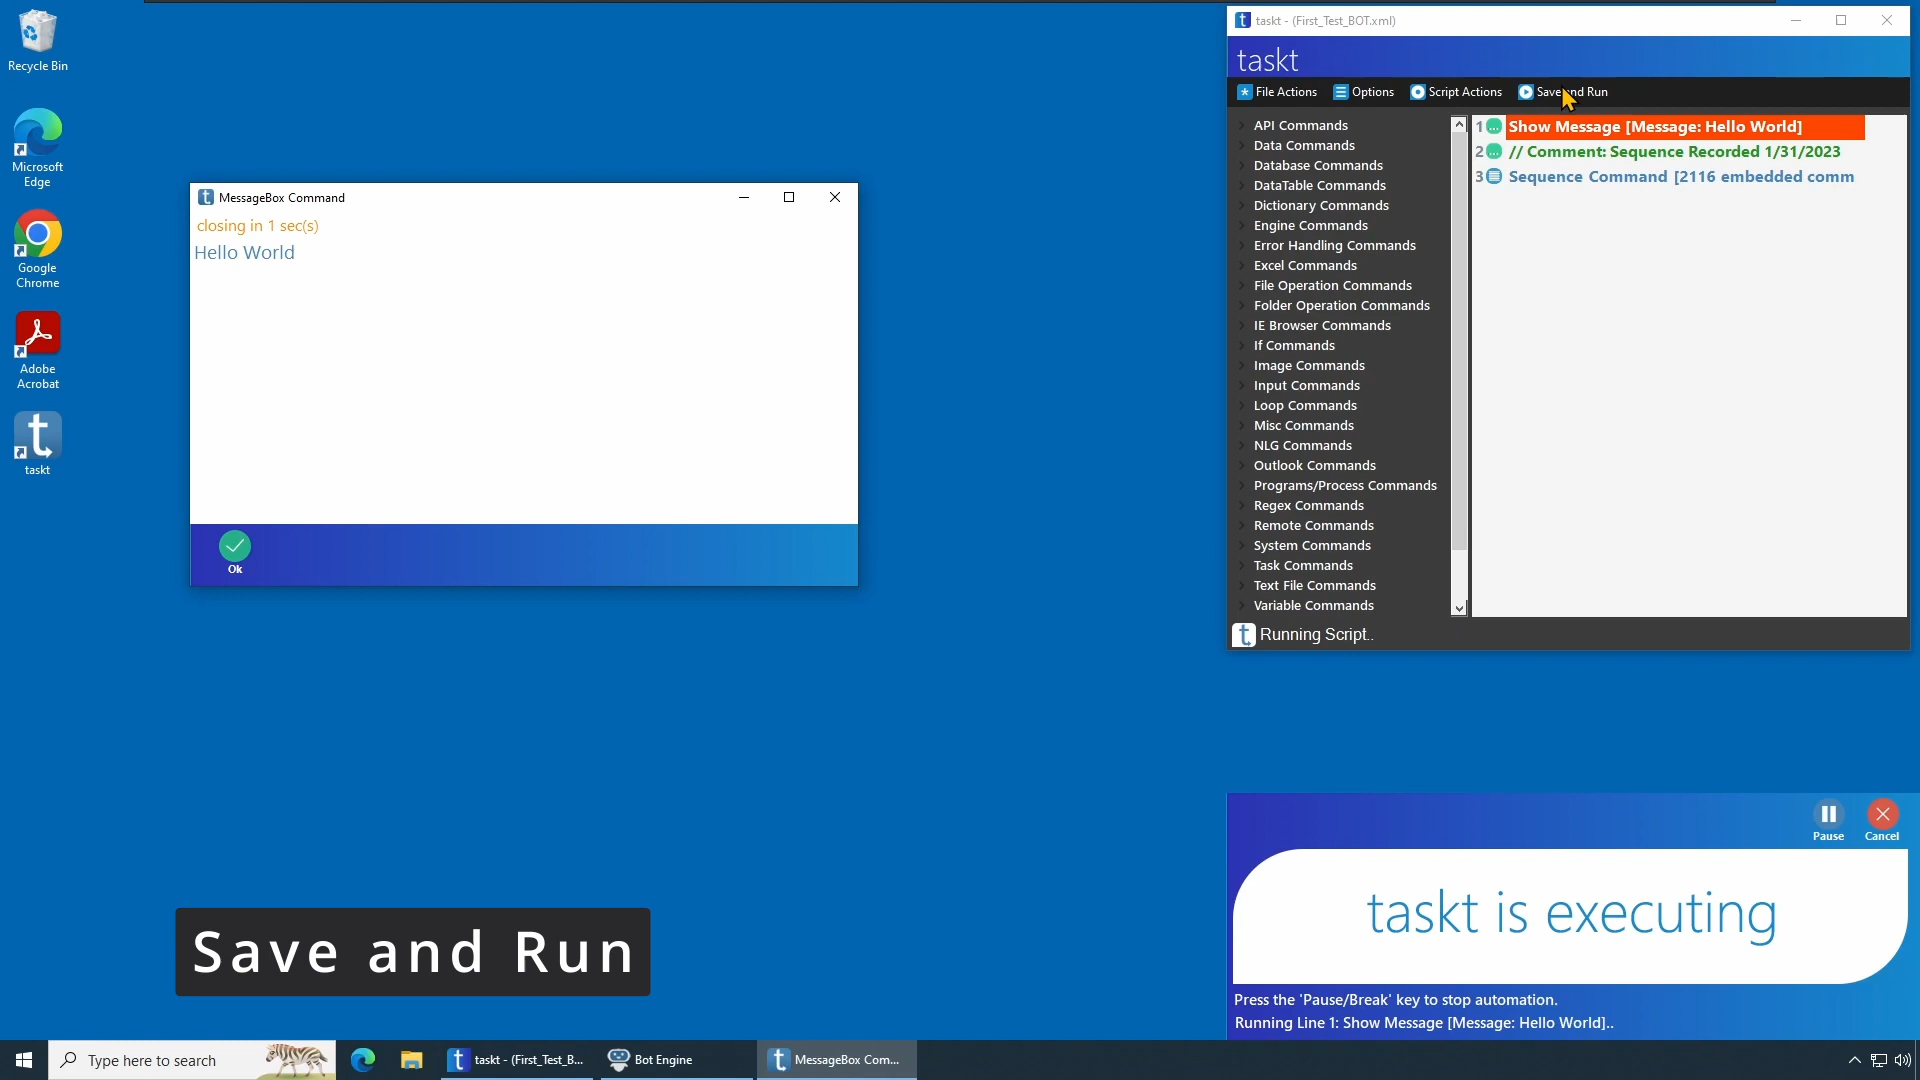 Recycle Bin
Microsoft
Edge
Google
Chrome
Adobe
Acrobat
taskt
MessageBox Command
closing in 1 sec(s)
Hello World
Ok
taskt - (First_Test_BOT.xml)
taskt
File Actions Options Script Actions Save and Run
API Commands
Data Commands
Database Commands
DataTable Commands
Dictionary Commands
Engine Commands
Error Handling Commands
Excel Commands
File Operation Commands
Folder Operation Commands
IE Browser Commands
If Commands
Image Commands
Input Commands
Loop Commands
Misc Commands
NLG Commands
Outlook Commands
Programs/Process Commands
Regex Commands
Remote Commands
System Commands
Task Commands
Text File Commands
Variable Commands
1 Show Message [Message: Hello World]
2 // Comment: Sequence Recorded 1/31/2023
3 Sequence Command [2116 embedded comm
Running Script..
Pause Cancel
taskt is executing
Press the 'Pause/Break' key to stop automation.
Running Line 1: Show Message [Message: Hello World]..
Save and Run
Type here to search
taskt - (First_Test_B...
Bot Engine
MessageBox Com...